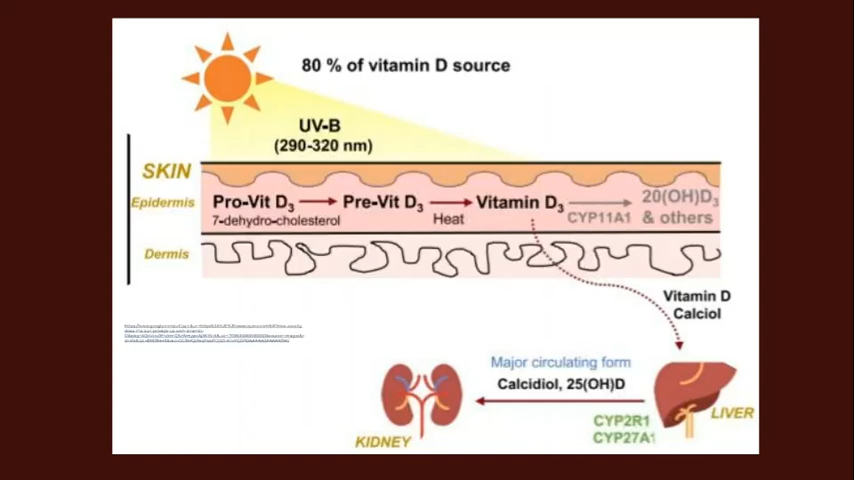 80 % of vitamin D source
UV-B
(290-320 nm)
SKIN
Epidermis
Pro-Vit D3
Pre-Vit D3
Vitamin D3
20(OH)D3
7-dehydro-cholesterol
Heat
CYP11A1
& others
Dermis
Vitamin D
Calciol
Major circulating form
Calcidiol, 25(OH)D
LIVER
CYP2R1
CYP27A1
KIDNEY